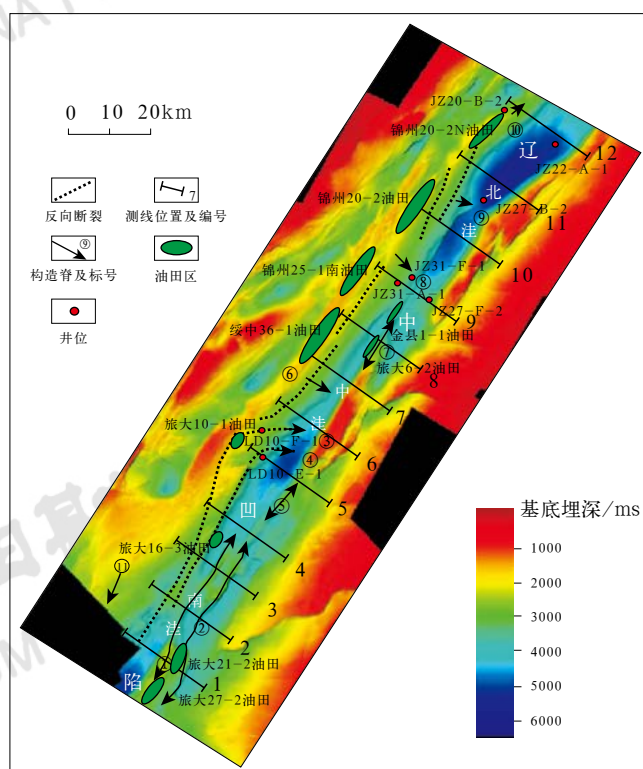 0 10 20km
反向断裂
7
测线位置及编号
⑨
构造脊及标号
油田区
井位
JZ20-B-2
锦州20-2N油田
⑩
辽
12
JZ22-A-1
锦州20-2油田
北
JZ27-B-2
⑨
11
洼
10
锦州25-1南油田
JZ31-F-1
⑧
JZ31-A-1
JZ27-F-2
9
绥中36-1油田
中
金县1-1油田
⑦
旅大6-2油田
8
⑥
中
7
旅大10-1油田
洼
LD10-F-1
③
6
④
LD10-E-1
5
凹
⑤
旅大16-3油田
4
⑪
3
南
洼
②
2
①
旅大21-2油田
陷
1
旅大27-2油田
基底埋深/ms
1000
2000
3000
4000
5000
6000